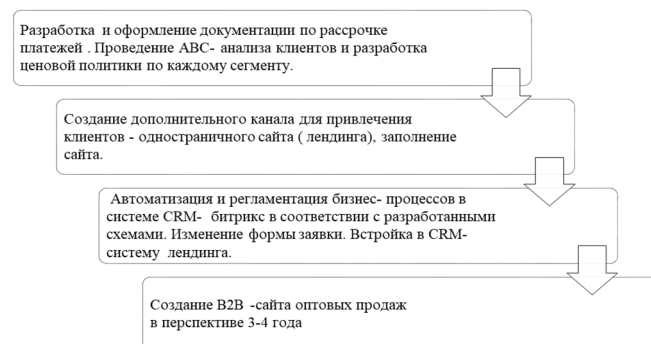 Разработка и оформление документации по рассрочке
платежей . Проведение АВС- анализа клиентов и разработка
ценовой политики по каждому сегменту.
Создание дополнительного канала для привлечения
клиентов - одностраничного сайта ( лендинга), заполнение
сайта.
Автоматизация и регламентация бизнес- процессов в
системе CRM- битрикс в соответствии с разработанными
схемами. Изменение формы заявки. Встройка в CRM-
систему лендинга.
Создание B2B -сайта оптовых продаж
в перспективе 3-4 года